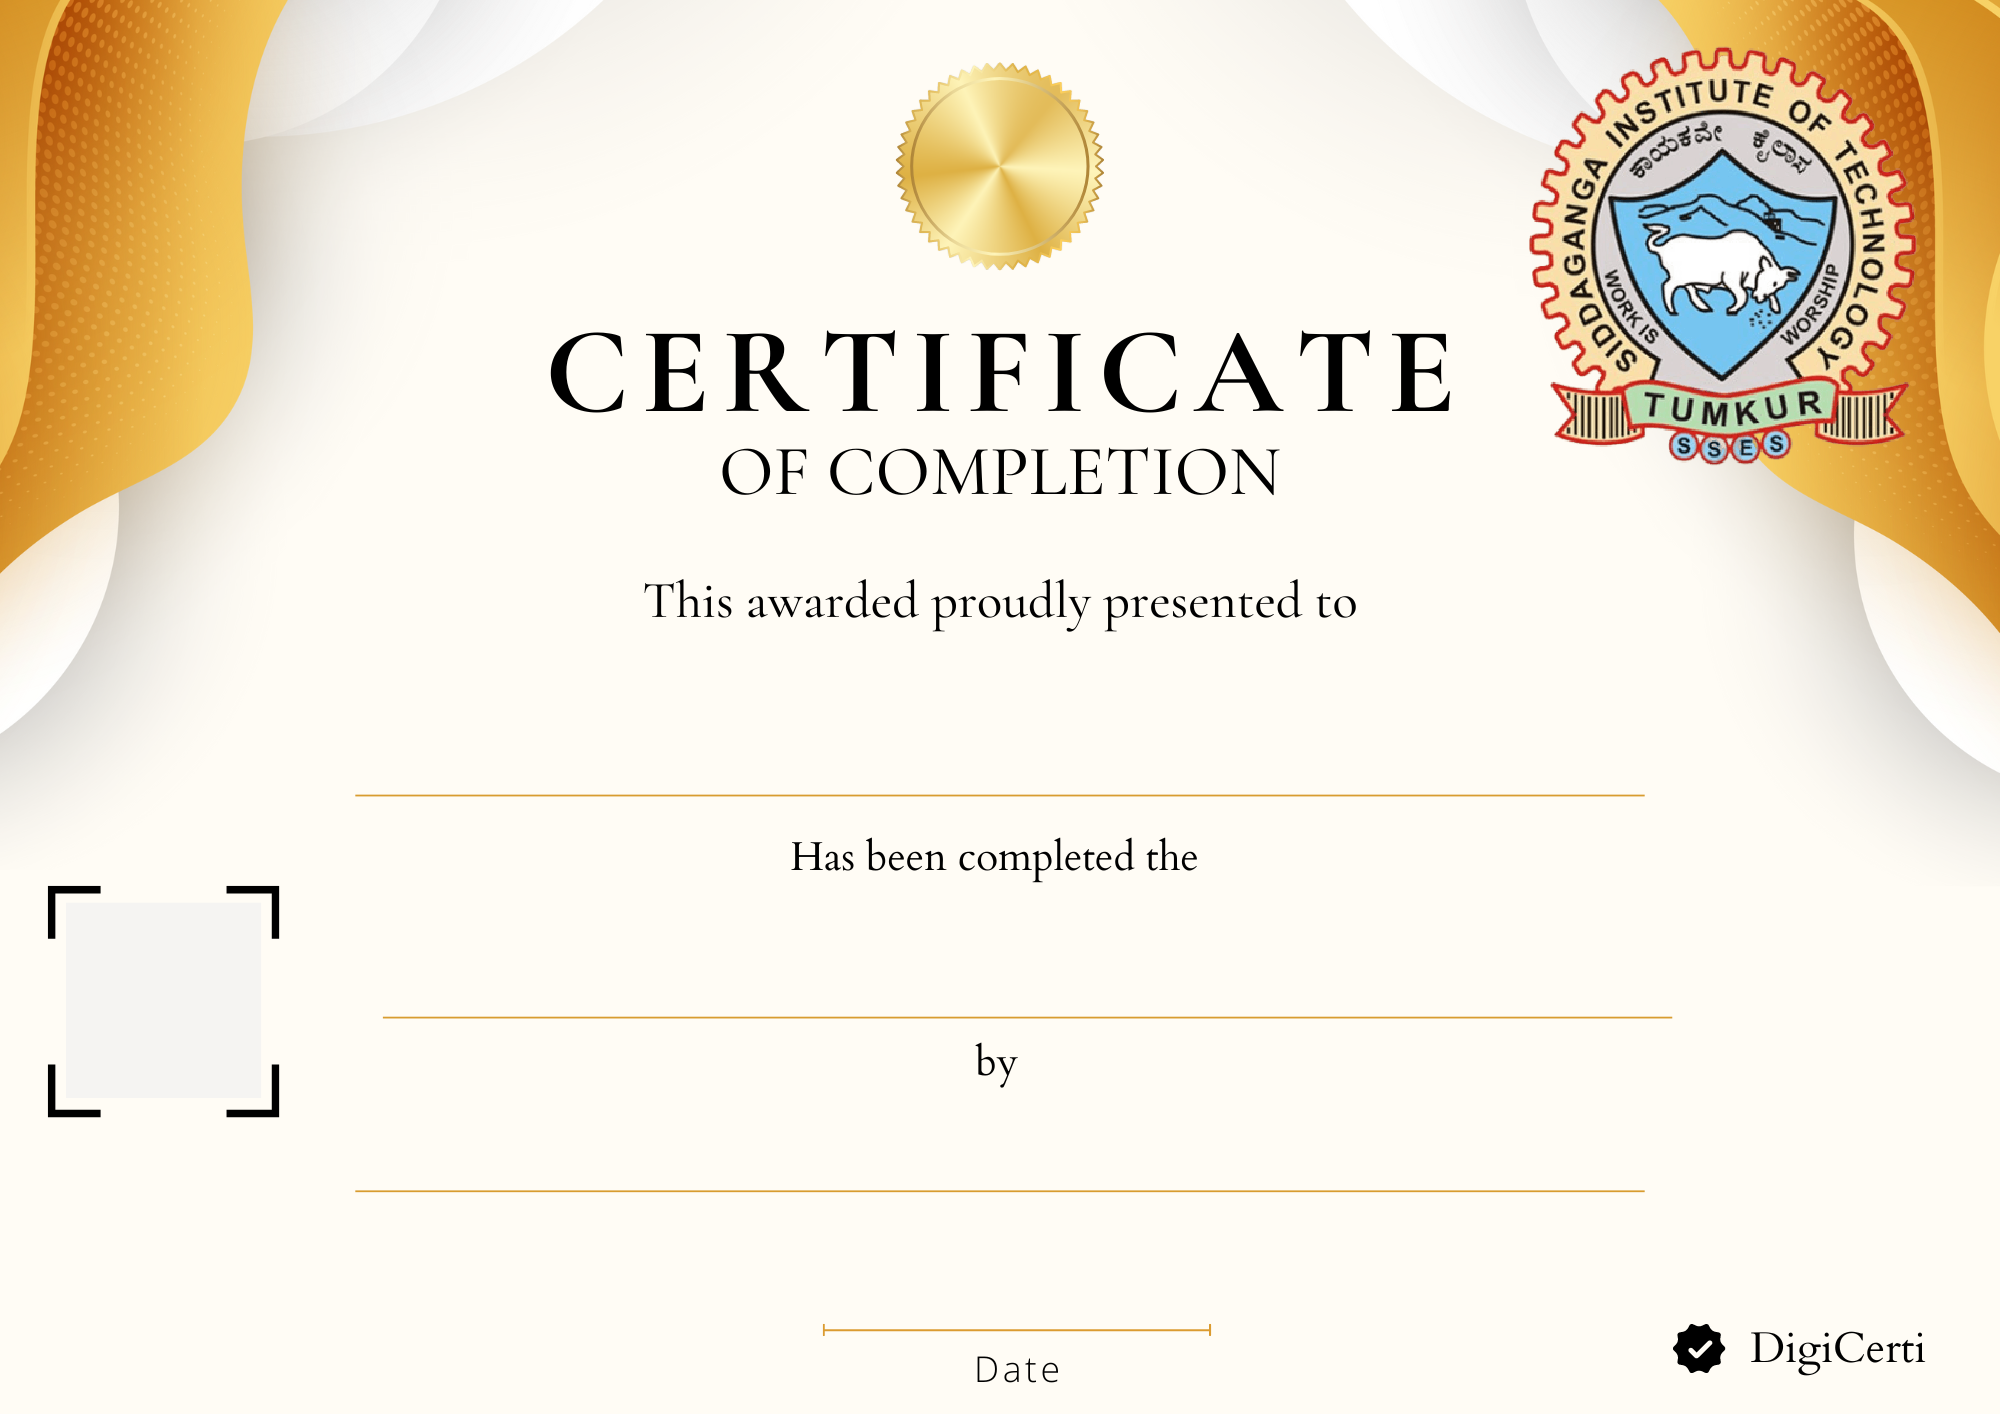 SIDDAGANGA INSTITUTE OF TECHNOLOGY
ಕಾಯಕವೇ ಕೈಲಾಸ
WORK IS WORSHIP
TUMKUR
SSES
CERTIFICATE
OF COMPLETION
This awarded proudly presented to
Has been completed the
by
Date
DigiCerti